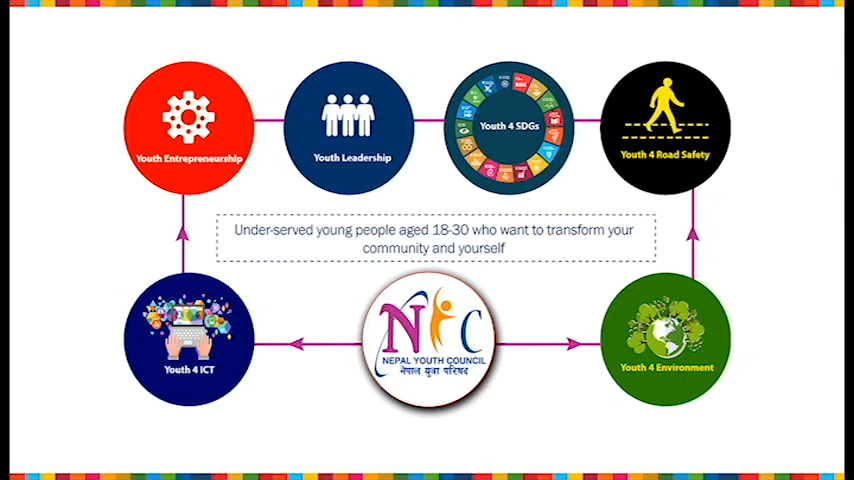 Youth Entrepreneurship
Youth Leadership
Youth 4 SDGs
Youth 4 Road Safety
Under-served young people aged 18-30 who want to transform your
community and yourself
Youth 4 ICT
NYC
NEPAL YOUTH COUNCIL
नेपाल युवा परिषद
Youth 4 Environment